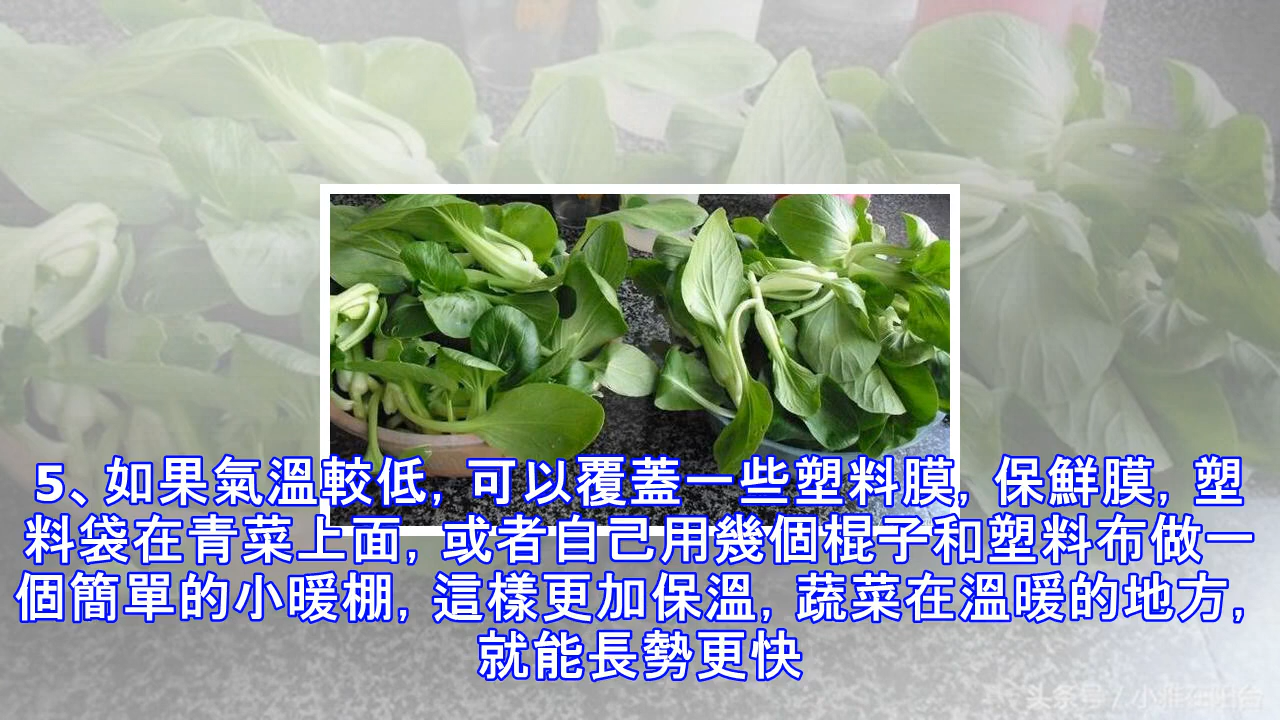 5、如果氣溫較低, 可以覆蓋一些塑料膜, 保鮮膜, 塑
料袋在青菜上面, 或者自己用幾個棍子和塑料布做一
個簡單的小暖棚, 這樣更加保溫, 蔬菜在溫暖的地方,
就能長勢更快